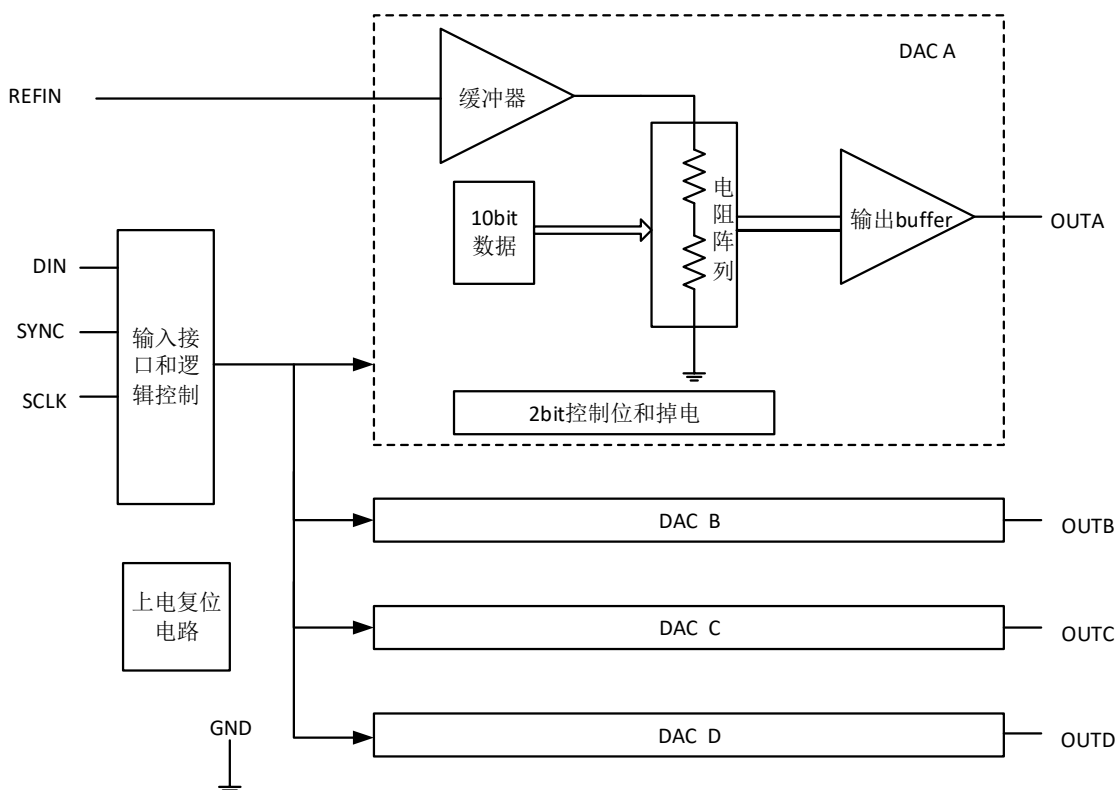 DAC A
REFIN
缓冲器
10bit
数据
电
阻
阵
列
输出buffer
OUTA
DIN
SYNC
SCLK
输入接
口和逻
辑控制
2bit控制位和掉电
DAC B
OUTB
上电复位
电路
DAC C
OUTC
GND
DAC D
OUTD